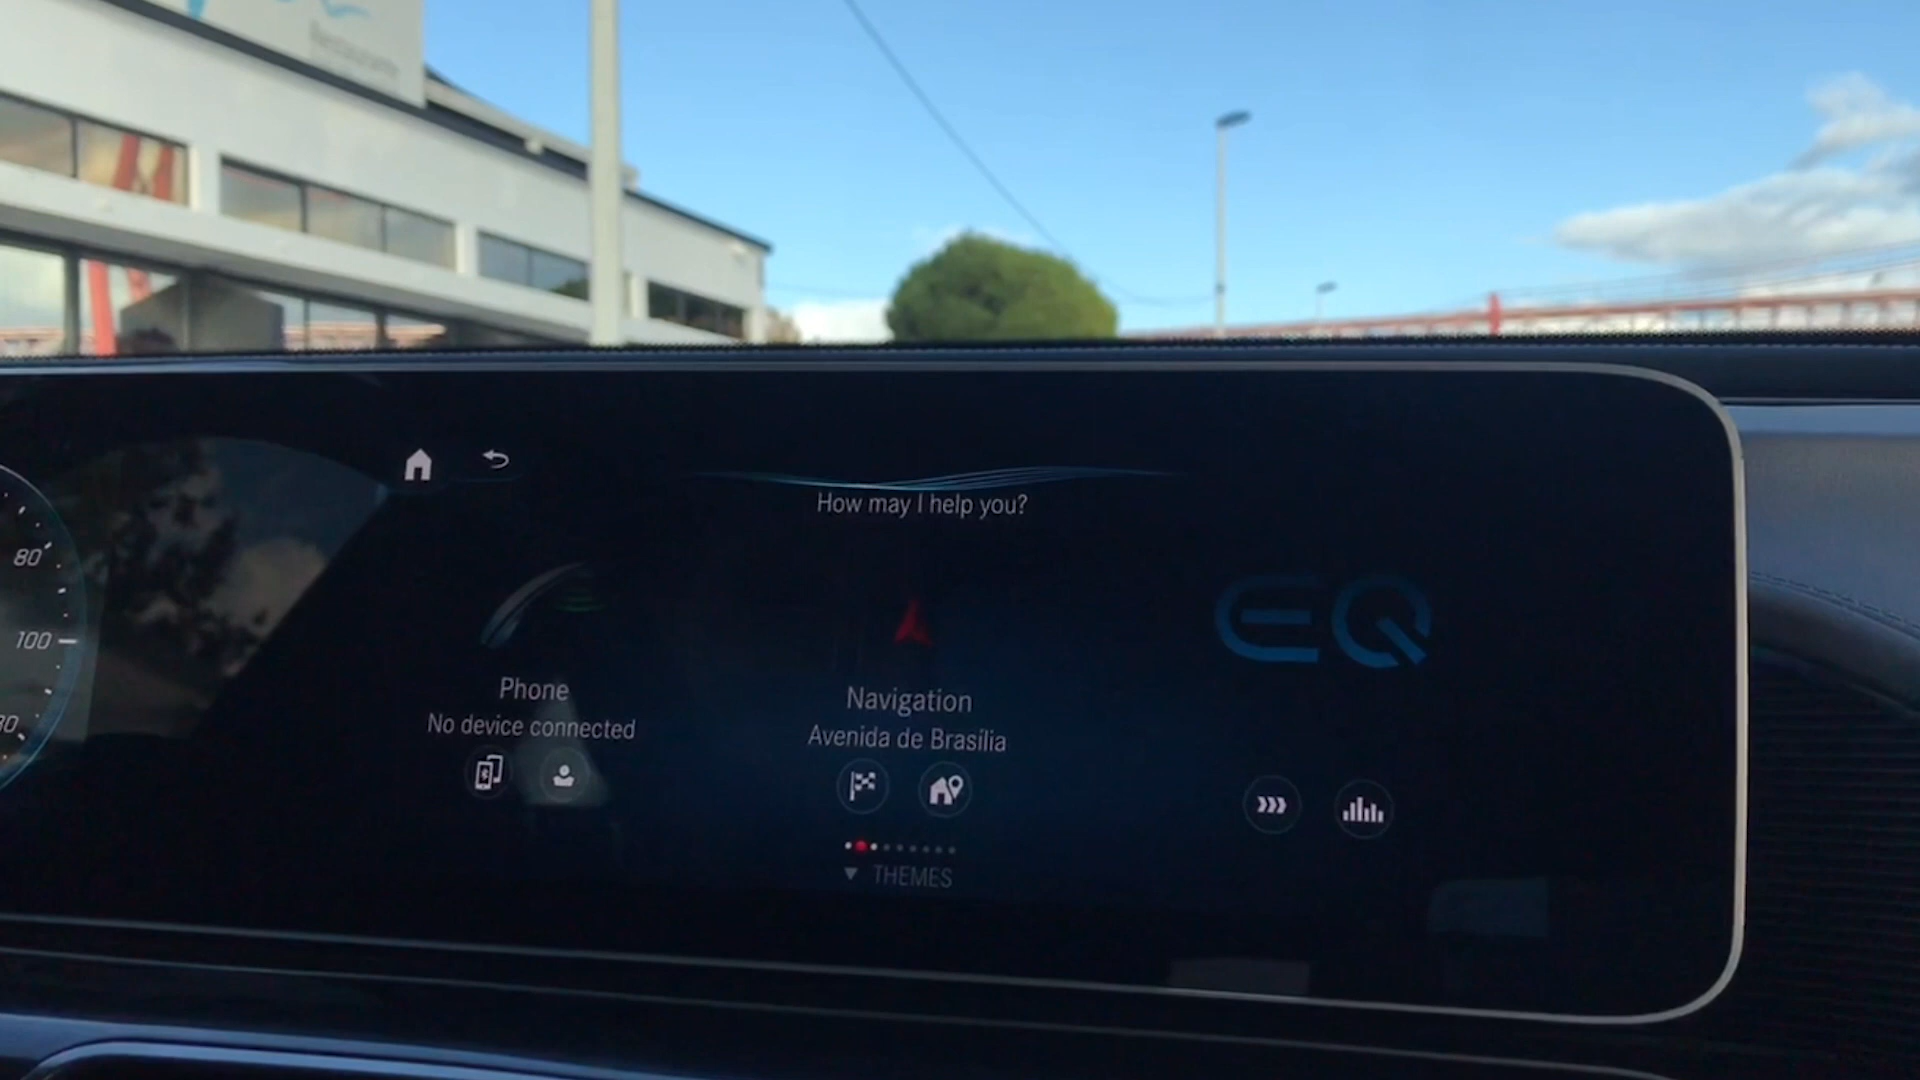 How may I help you?
80
100
Phone
No device connected
Navigation
Avenida de Brasília
EQ
THEMES